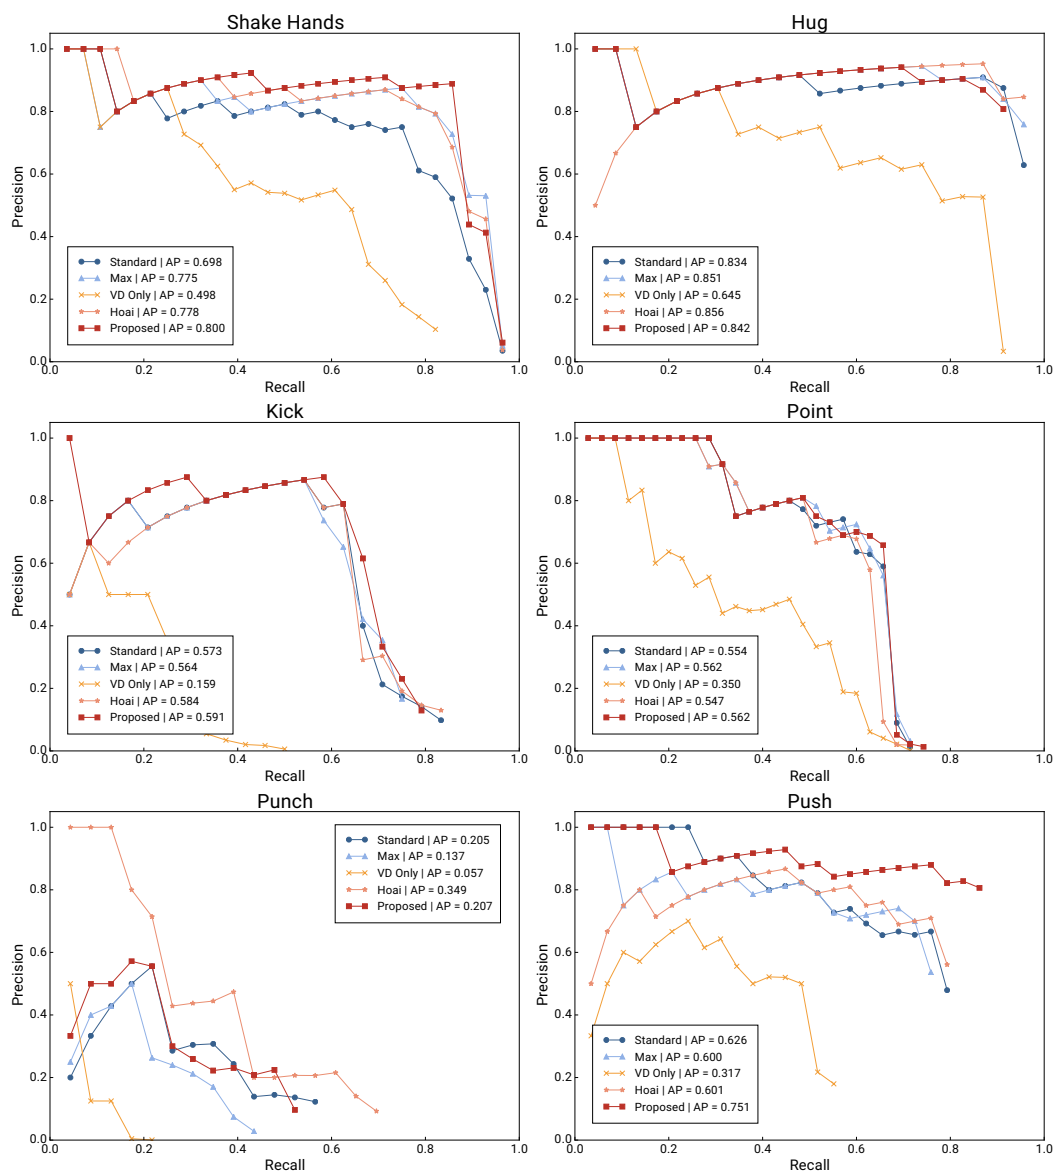 Shake Hands
Precision
1.0
0.8
0.6
0.4
0.2
0.0
Standard | AP = 0.698
Max | AP = 0.775
VD Only | AP = 0.498
Hoai | AP = 0.778
Proposed | AP = 0.800
0.0 0.2 0.4 0.6 0.8 1.0
Recall
Hug
Precision
1.0
0.8
0.6
0.4
0.2
0.0
Standard | AP = 0.834
Max | AP = 0.851
VD Only | AP = 0.645
Hoai | AP = 0.856
Proposed | AP = 0.842
0.0 0.2 0.4 0.6 0.8 1.0
Recall
Kick
Precision
1.0
0.8
0.6
0.4
0.2
0.0
Standard | AP = 0.573
Max | AP = 0.564
VD Only | AP = 0.159
Hoai | AP = 0.584
Proposed | AP = 0.591
0.0 0.2 0.4 0.6 0.8 1.0
Recall
Point
Precision
1.0
0.8
0.6
0.4
0.2
0.0
Standard | AP = 0.554
Max | AP = 0.562
VD Only | AP = 0.350
Hoai | AP = 0.547
Proposed | AP = 0.562
0.0 0.2 0.4 0.6 0.8 1.0
Recall
Punch
Precision
1.0
0.8
0.6
0.4
0.2
0.0
Standard | AP = 0.205
Max | AP = 0.137
VD Only | AP = 0.057
Hoai | AP = 0.349
Proposed | AP = 0.207
0.0 0.2 0.4 0.6 0.8 1.0
Recall
Push
Precision
1.0
0.8
0.6
0.4
0.2
0.0
Standard | AP = 0.626
Max | AP = 0.600
VD Only | AP = 0.317
Hoai | AP = 0.601
Proposed | AP = 0.751
0.0 0.2 0.4 0.6 0.8 1.0
Recall